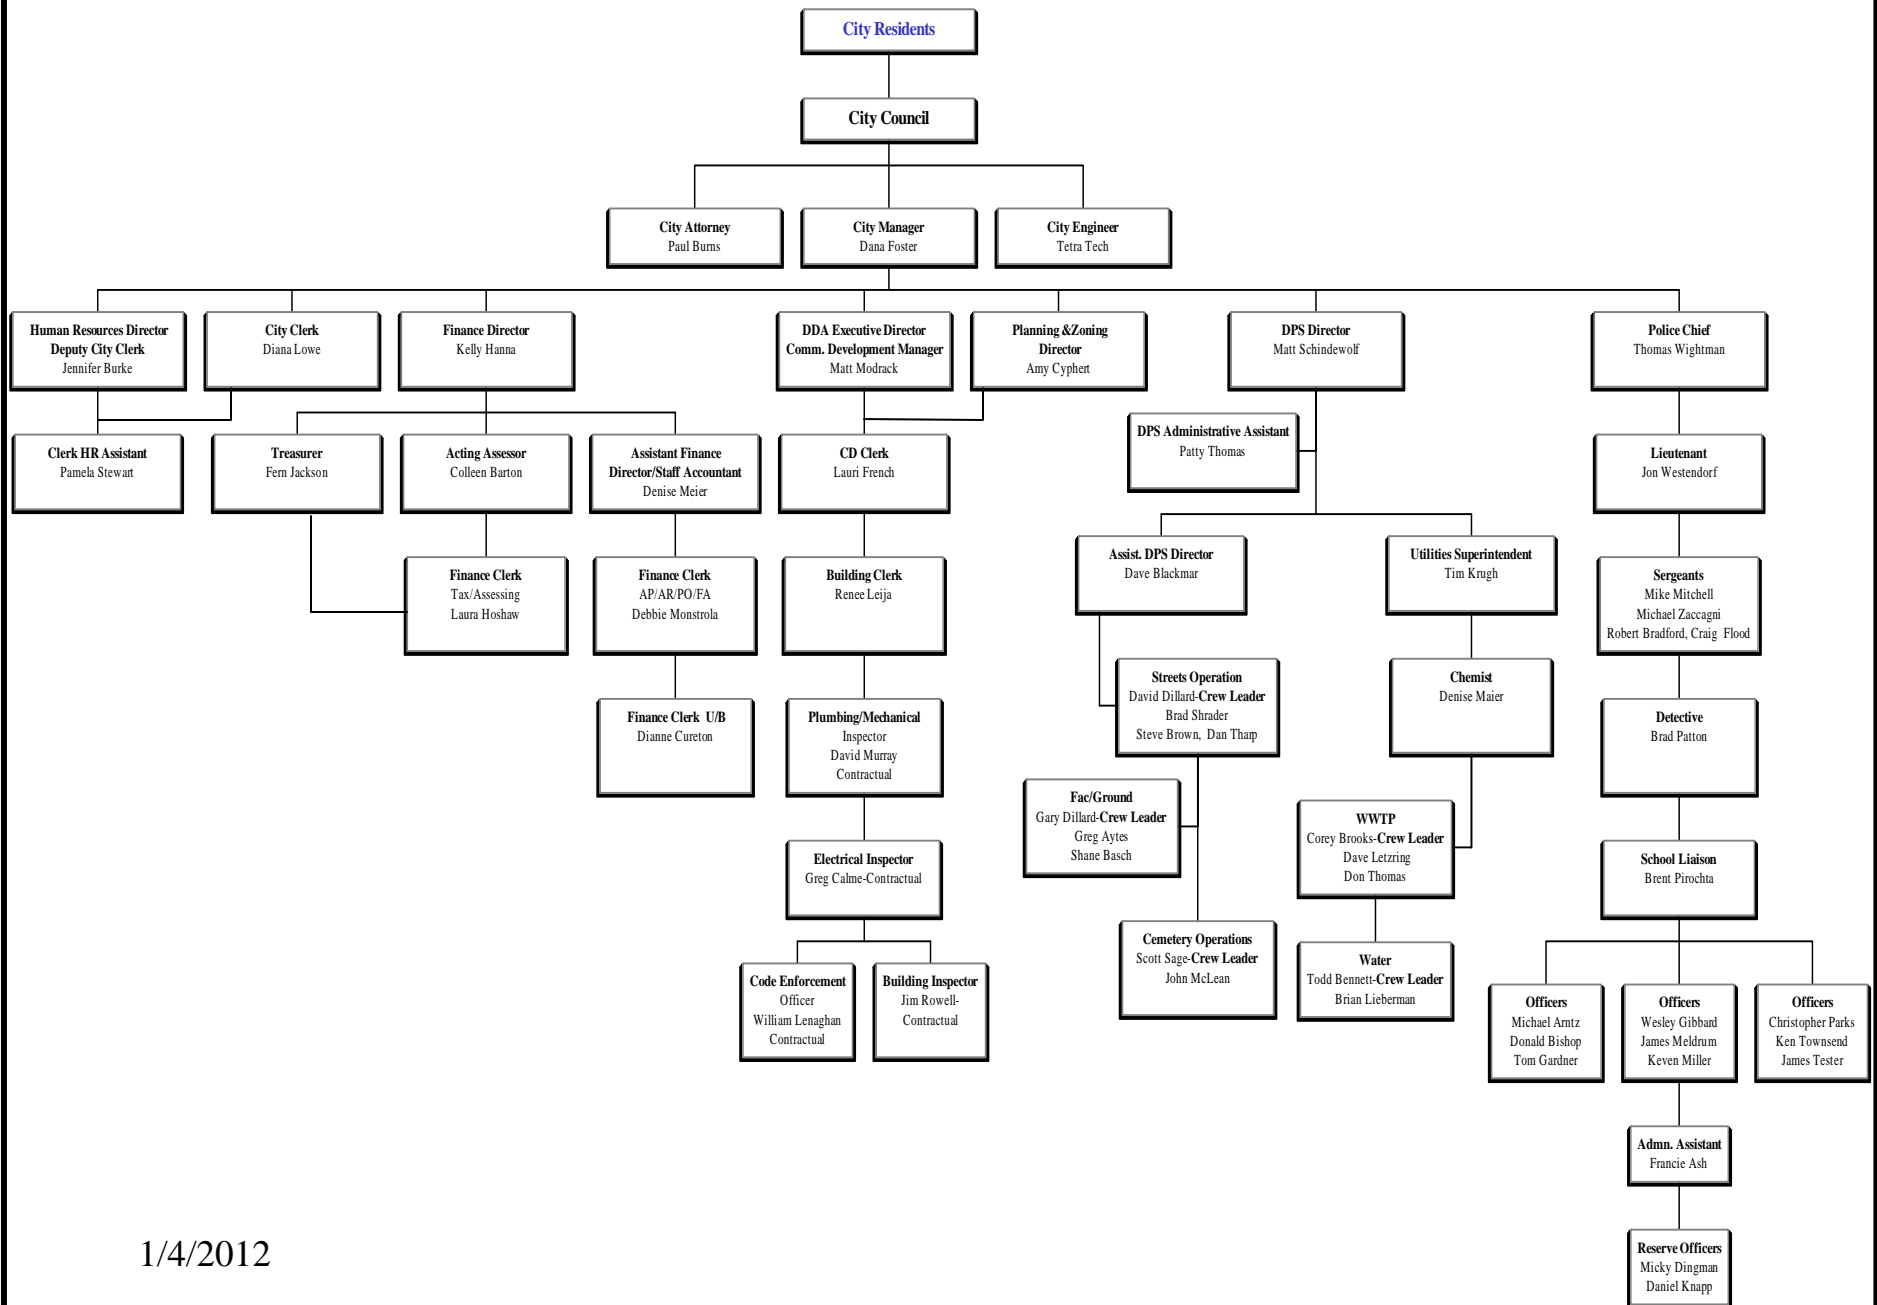 City Residents
City Council
City Attorney
Paul Burns
City Manager
Dana Foster
City Engineer
Tetra Tech
Human Resources Director
Deputy City Clerk
Jennifer Burke
City Clerk
Diana Lowe
Finance Director
Kelly Hanna
DDA Executive Director
Comm. Development Manager
Matt Modrack
Planning &Zoning
Director
Amy Cyphert
DPS Director
Matt Schindewolf
Police Chief
Thomas Wightman
Clerk HR Assistant
Pamela Stewart
Treasurer
Fern Jackson
Acting Assessor
Colleen Barton
Assistant Finance
Director/Staff Accountant
Denise Meier
CD Clerk
Lauri French
DPS Administrative Assistant
Patty Thomas
Lieutenant
Jon Westendorf
Finance Clerk
Tax/Assessing
Laura Hoshaw
Finance Clerk
AP/AR/PO/FA
Debbie Monstrola
Building Clerk
Renee Leija
Assist. DPS Director
Dave Blackmar
Utilities Superintendent
Tim Krugh
Sergeants
Mike Mitchell
Michael Zaccagni
Robert Bradford, Craig Flood
Finance Clerk U/B
Dianne Cureton
Plumbing/Mechanical
Inspector
David Murray
Contractual
Streets Operation
David Dillard-Crew Leader
Brad Shrader
Steve Brown, Dan Tharp
Chemist
Denise Maier
Detective
Brad Patton
Fac/Ground
Gary Dillard-Crew Leader
Greg Aytes
Shane Basch
WWTP
Corey Brooks-Crew Leader
Dave Letzring
Don Thomas
Electrical Inspector
Greg Calme-Contractual
School Liaison
Brent Pirochta
Cemetery Operations
Scott Sage-Crew Leader
John McLean
Water
Todd Bennett-Crew Leader
Brian Lieberman
Code Enforcement
Officer
William Lenaghan
Contractual
Building Inspector
Jim Rowell-
Contractual
Officers
Michael Arntz
Donald Bishop
Tom Gardner
Officers
Wesley Gibbard
James Meldrum
Keven Miller
Officers
Christopher Parks
Ken Townsend
James Tester
Admn. Assistant
Francie Ash
Reserve Officers
Micky Dingman
Daniel Knapp
1/4/2012